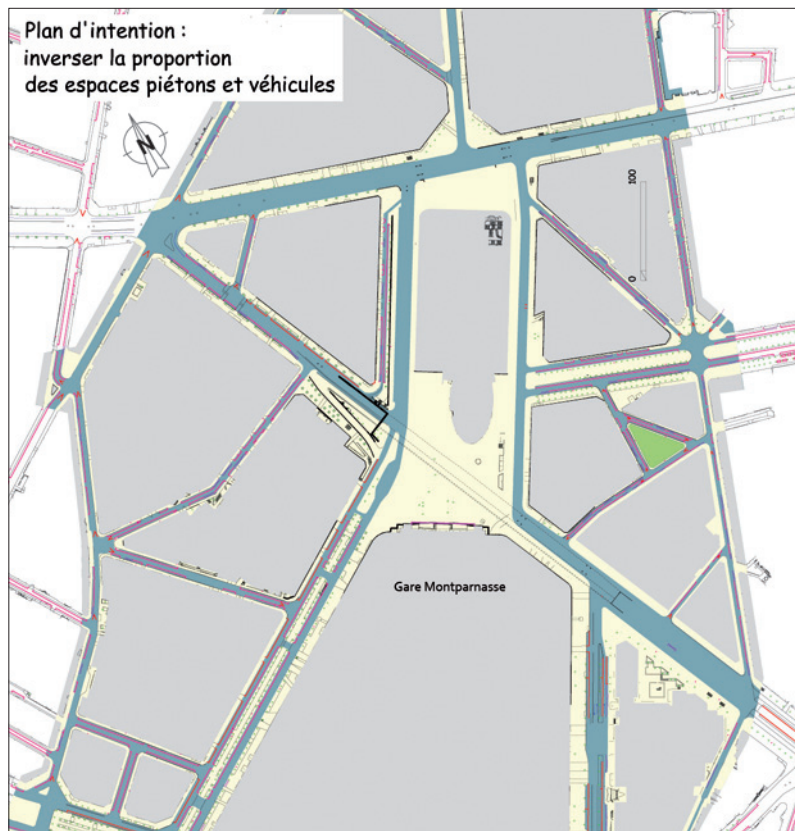 Plan d'intention :
inverser la proportion
des espaces piétons et véhicules
N
100
0
Gare Montparnasse